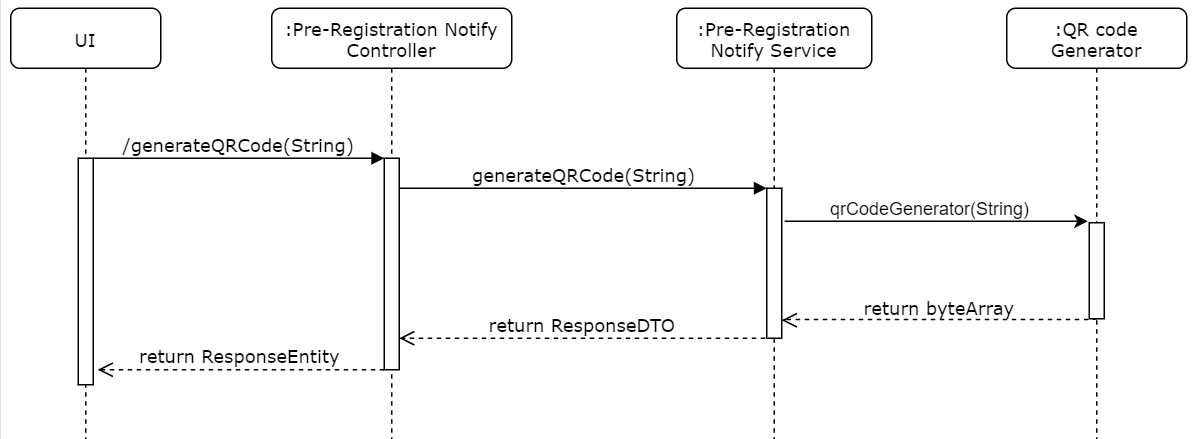 UI
:Pre-Registration Notify
Controller
:Pre-Registration
Notify Service
:QR code
Generator
/generateQRCode(String)
generateQRCode(String)
qrCodeGenerator(String)
return byteArray
return ResponseDTO
return ResponseEntity